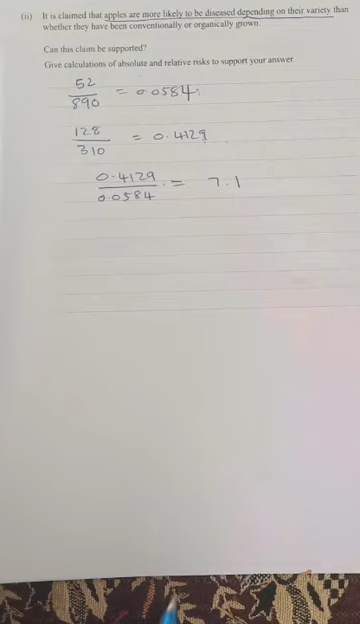 (ii) It is claimed that apples are more likely to be diseased depending on their variety than
whether they have been conventionally or organically grown.
Can this claim be supported?
Give calculations of absolute and relative risks to support your answer.
52/890 = 0.0584
128/310 = 0.4129
0.4129/0.0584 = 7.1